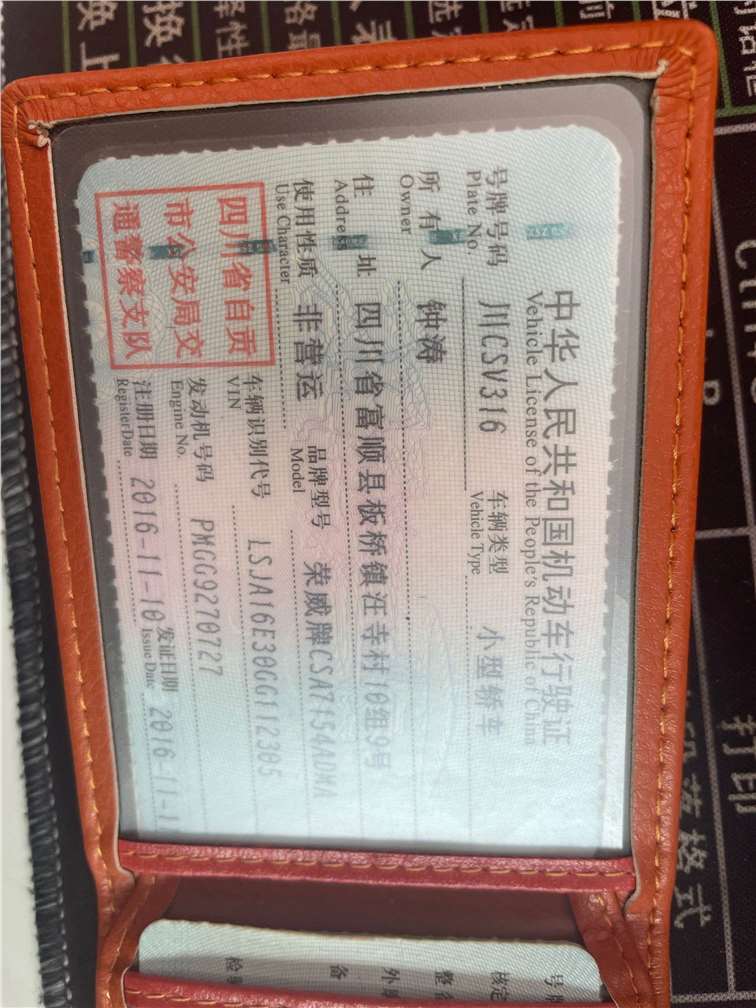 中华人民共和国机动车行驶证
Vehicle License of the People's Republic of China
号牌号码 川CSV316 车辆类型 小型轿车
Plate No. Vehicle Type
所有人 钟涛
Owner
住址 四川省富顺县板桥镇汪寺村10组9号
Address
使用性质 非营运 品牌型号 荣威牌CSA7154ADMA
Use Character Model
四川省自贡
市公安局交
通警察支队
车辆识别代号 LSJA16E30GG112305
VIN
发动机号码 PMGG9270727
Engine No.
注册日期 2016-11-10 发证日期 2016-11-1
Register Date Issue Date
打印